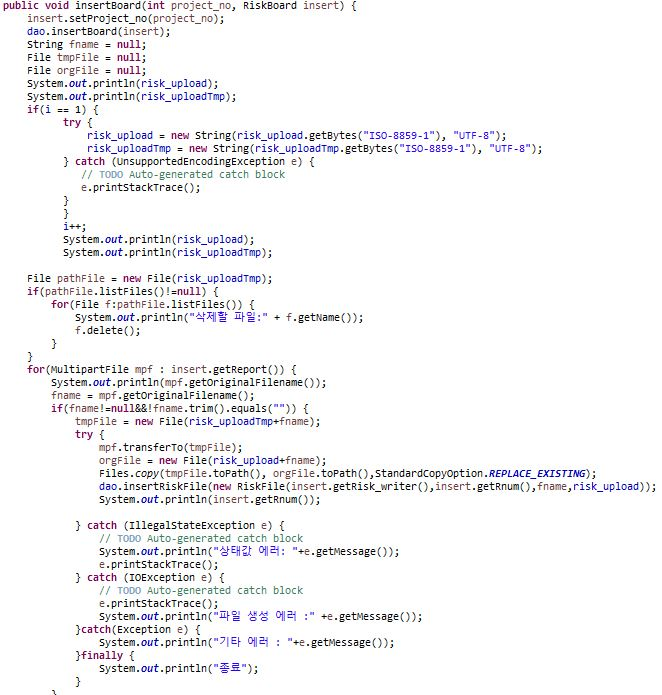 public void insertBoard(int project_no, RiskBoard insert) {
insert.setProject_no(project_no);
dao.insertBoard(insert);
String fname = null;
File tmpFile = null;
File orgFile = null;
System.out.println(risk_upload);
System.out.println(risk_uploadTmp);
if(i == 1) {
try {
risk_upload = new String(risk_upload.getBytes("ISO-8859-1"), "UTF-8");
risk_uploadTmp = new String(risk_uploadTmp.getBytes("ISO-8859-1"), "UTF-8");
} catch (UnsupportedEncodingException e) {
// TODO Auto-generated catch block
e.printStackTrace();
}
}
i++;
System.out.println(risk_upload);
System.out.println(risk_uploadTmp);
File pathFile = new File(risk_uploadTmp);
if(pathFile.listFiles()!=null) {
for(File f:pathFile.listFiles()) {
System.out.println("삭제할 파일:" + f.getName());
f.delete();
}
}
for(MultipartFile mpf : insert.getReport()) {
System.out.println(mpf.getOriginalFilename());
fname = mpf.getOriginalFilename();
if(fname!=null&&!fname.trim().equals("")) {
tmpFile = new File(risk_uploadTmp+fname);
try {
mpf.transferTo(tmpFile);
orgFile = new File(risk_upload+fname);
Files.copy(tmpFile.toPath(), orgFile.toPath(),StandardCopyOption.REPLACE_EXISTING);
dao.insertRiskFile(new RiskFile(insert.getRisk_writer(),insert.getRnum(),fname,risk_upload));
System.out.println(insert.getRnum());
} catch (IllegalStateException e) {
// TODO Auto-generated catch block
System.out.println("상태값 에러: "+e.getMessage());
e.printStackTrace();
} catch (IOException e) {
// TODO Auto-generated catch block
e.printStackTrace();
System.out.println("파일 생성 에러 :" +e.getMessage());
}catch(Exception e) {
System.out.println("기타 에러 : "+e.getMessage());
}finally {
System.out.println("종료");
}
}